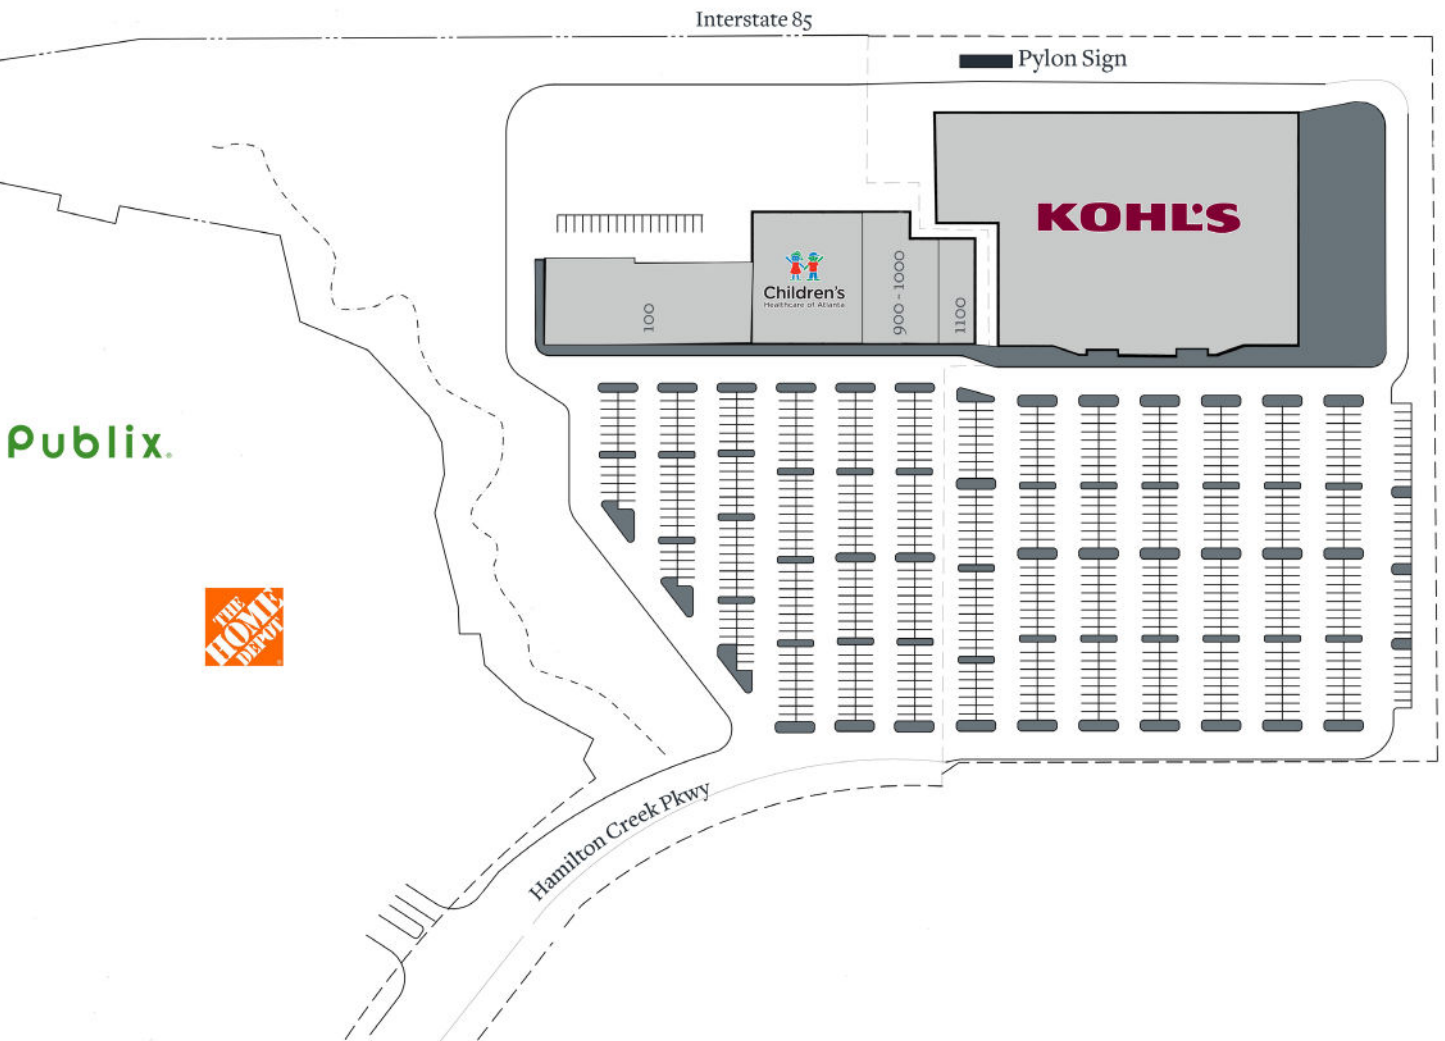 Interstate 85
Pylon Sign
KOHL'S
Children's
Healthcare of Atlanta
100
900 - 1000
1100
Publix.
THE
HOME
DEPOT
Hamilton Creek Pkwy